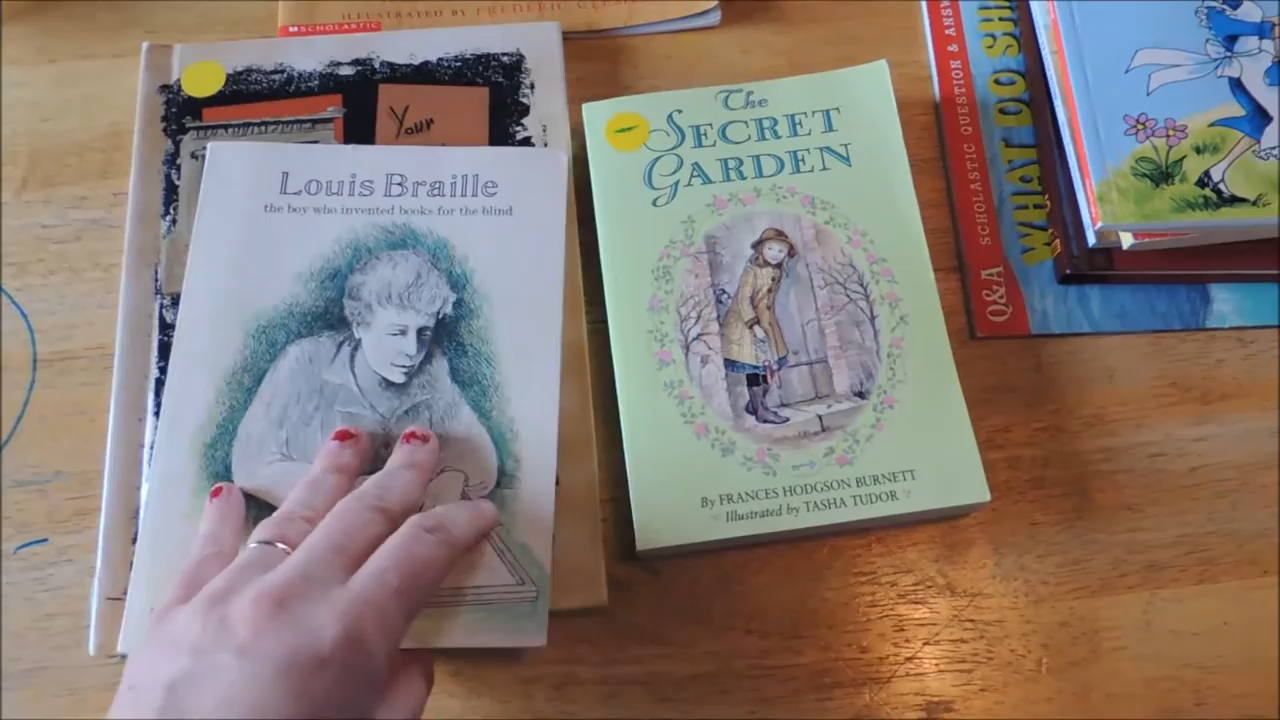 ILLUSTRATED BY FREDERIC
SCHOLASTIC
Your
Louis Braille
the boy who invented books for the blind
The
SECRET
GARDEN
By FRANCES HODGSON BURNETT
Illustrated by TASHA TUDOR
Q&A SCHOLASTIC QUESTION & ANSW
WHAT DO SHA